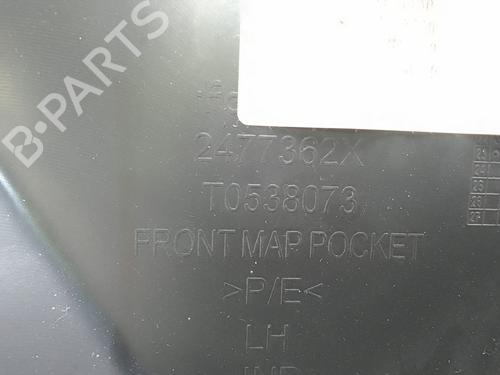 B-PARTS
2477362X
T0538073
FRONT MAP POCKET
>P/E<
LH